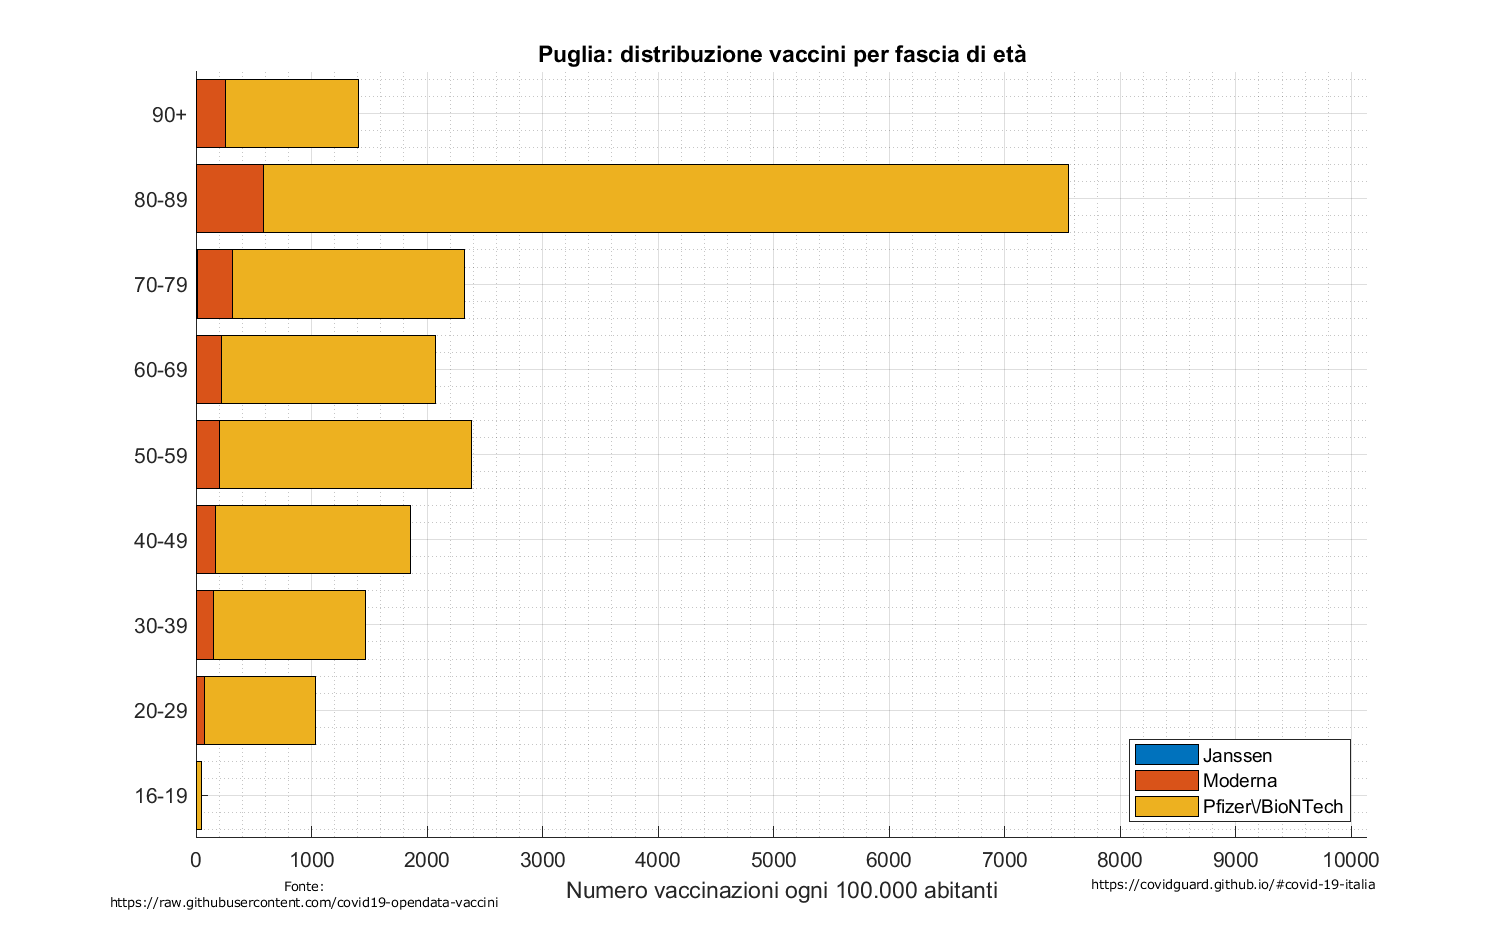 Puglia: distribuzione vaccini per fascia di età
90+
80-89
70-79
60-69
50-59
40-49
30-39
20-29
16-19
Janssen
Moderna
Pfizer\/BioNTech
0 1000 2000 3000 4000 5000 6000 7000 8000 9000 10000
Numero vaccinazioni ogni 100.000 abitanti
Fonte:
https://raw.githubusercontent.com/covid19-opendata-vaccini
https://covidguard.github.io/#covid-19-italia